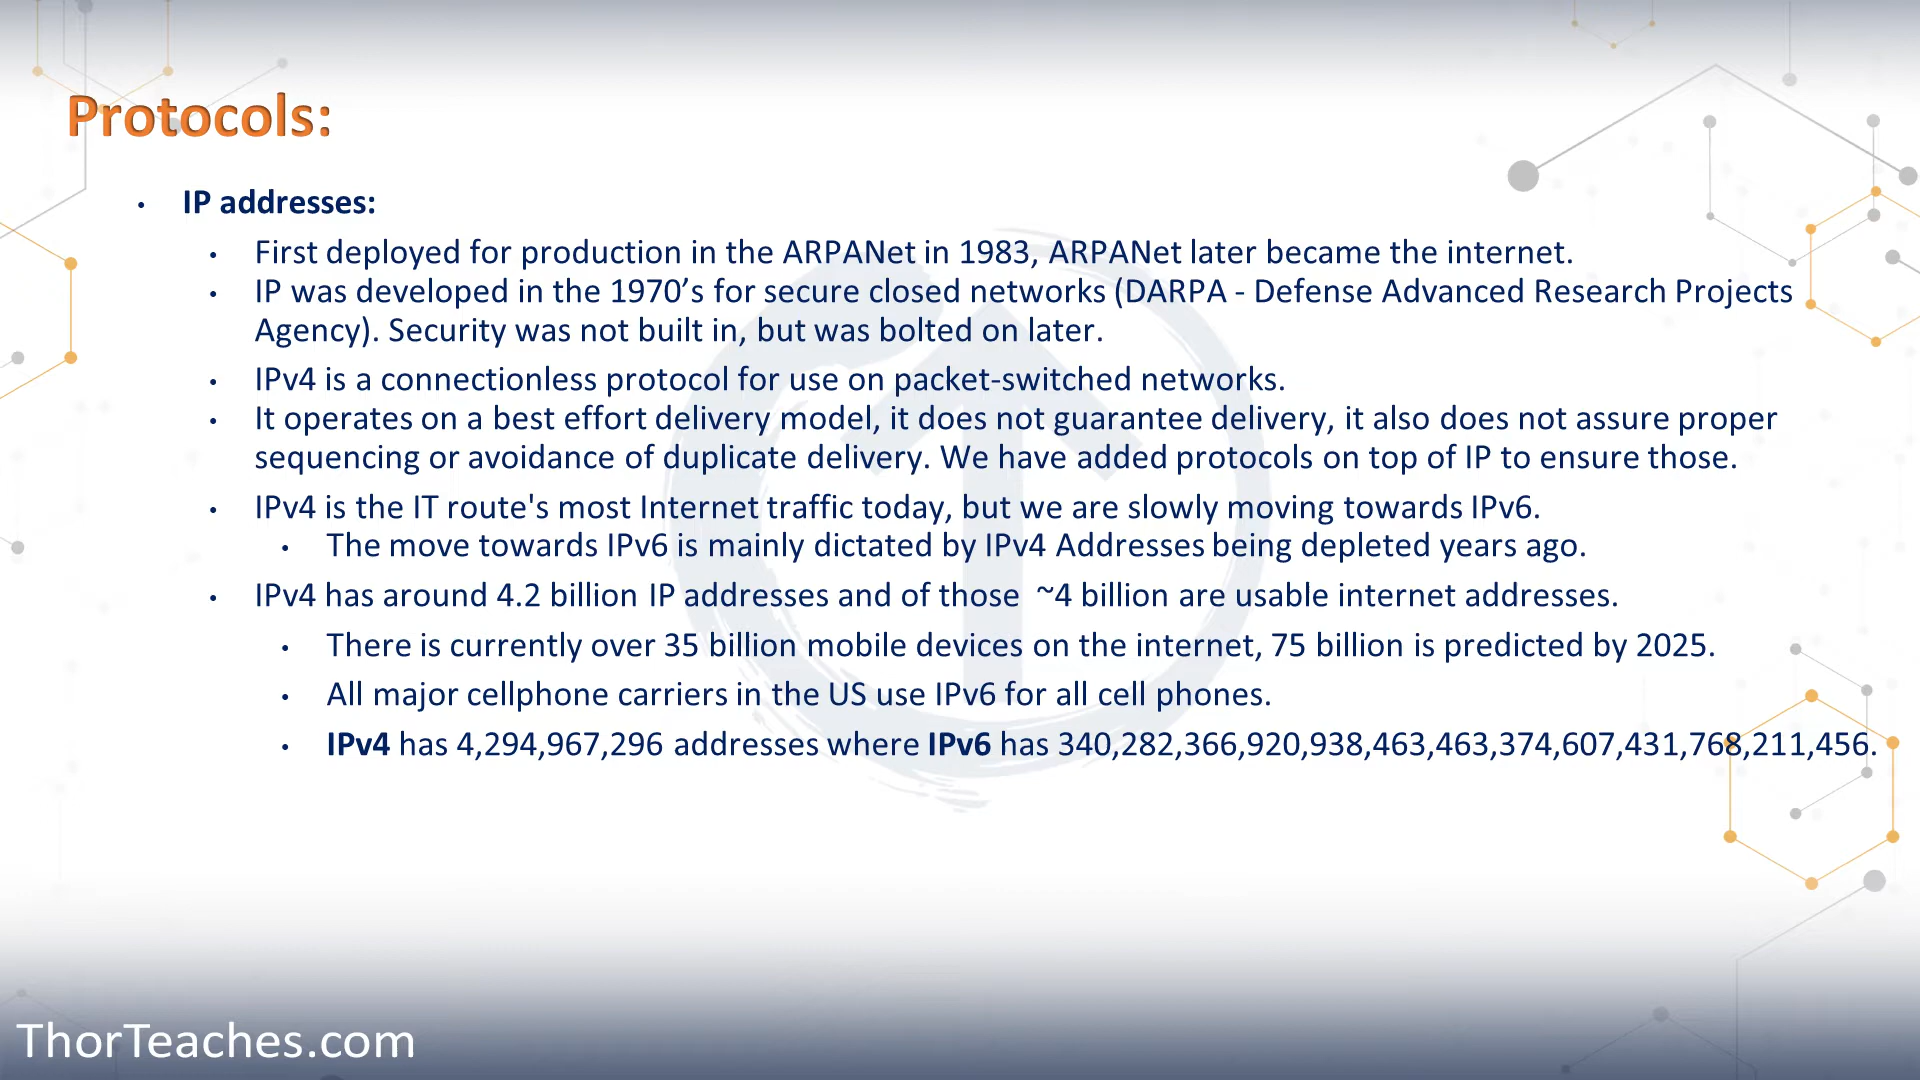 Protocols:
• IP addresses:
• First deployed for production in the ARPANet in 1983, ARPANet later became the internet.
• IP was developed in the 1970’s for secure closed networks (DARPA - Defense Advanced Research Projects
Agency). Security was not built in, but was bolted on later.
• IPv4 is a connectionless protocol for use on packet-switched networks.
• It operates on a best effort delivery model, it does not guarantee delivery, it also does not assure proper
sequencing or avoidance of duplicate delivery. We have added protocols on top of IP to ensure those.
• IPv4 is the IT route's most Internet traffic today, but we are slowly moving towards IPv6.
• The move towards IPv6 is mainly dictated by IPv4 Addresses being depleted years ago.
• IPv4 has around 4.2 billion IP addresses and of those ~4 billion are usable internet addresses.
• There is currently over 35 billion mobile devices on the internet, 75 billion is predicted by 2025.
• All major cellphone carriers in the US use IPv6 for all cell phones.
• IPv4 has 4,294,967,296 addresses where IPv6 has 340,282,366,920,938,463,463,374,607,431,768,211,456.
ThorTeaches.com